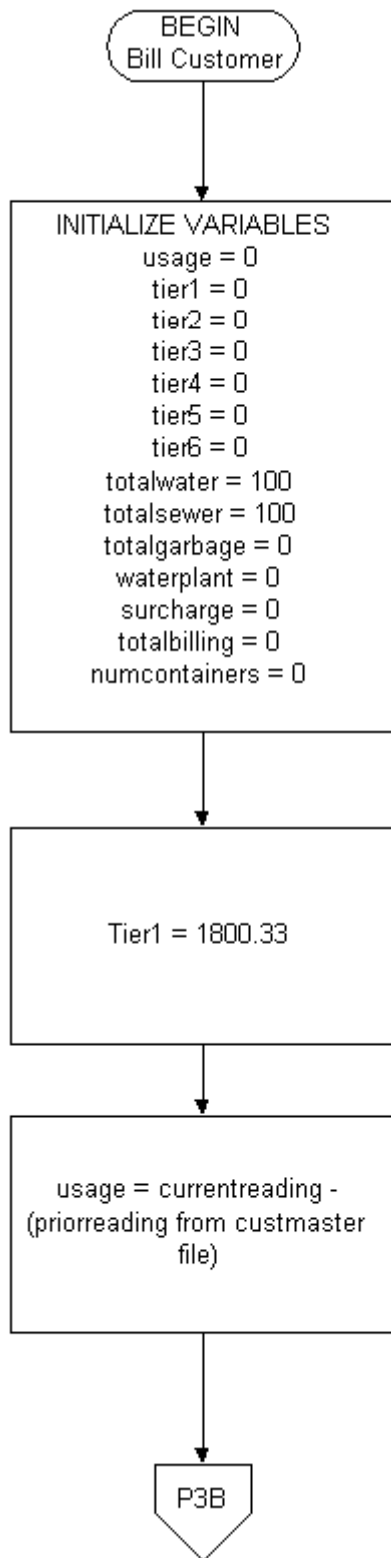 BEGIN
Bill Customer
INITIALIZE VARIABLES
usage = 0
tier1 = 0
tier2 = 0
tier3 = 0
tier4 = 0
tier5 = 0
tier6 = 0
totalwater = 100
totalsewer = 100
totalgarbage = 0
waterplant = 0
surcharge = 0
totalbilling = 0
numcontainers = 0
Tier1 = 1800.33
usage = currentreading -
(priorreading from custmaster
file)
P3B